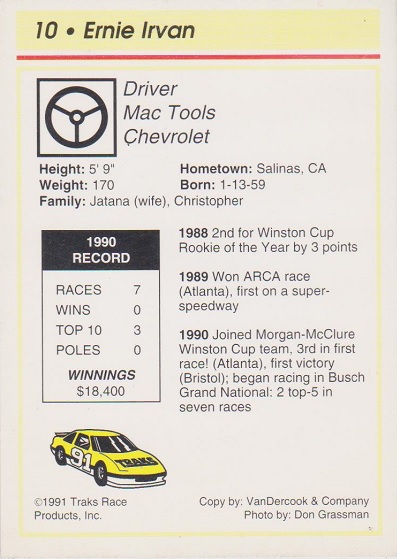 10 • Ernie Irvan
Driver
Mac Tools
Chevrolet
Height: 5' 9"
Weight: 170
Family: Jatana (wife), Christopher
Hometown: Salinas, CA
Born: 1-13-59
1990
RECORD
RACES 7
WINS 0
TOP 10 3
POLES 0
WINNINGS
$18,400
1988 2nd for Winston Cup
Rookie of the Year by 3 points
1989 Won ARCA race
(Atlanta), first on a super-
speedway
1990 Joined Morgan-McClure
Winston Cup team, 3rd in first
race! (Atlanta), first victory
(Bristol); began racing in Busch
Grand National: 2 top-5 in
seven races
91
TRAKS
©1991 Traks Race
Products, Inc.
Copy by: VanDercook & Company
Photo by: Don Grassman